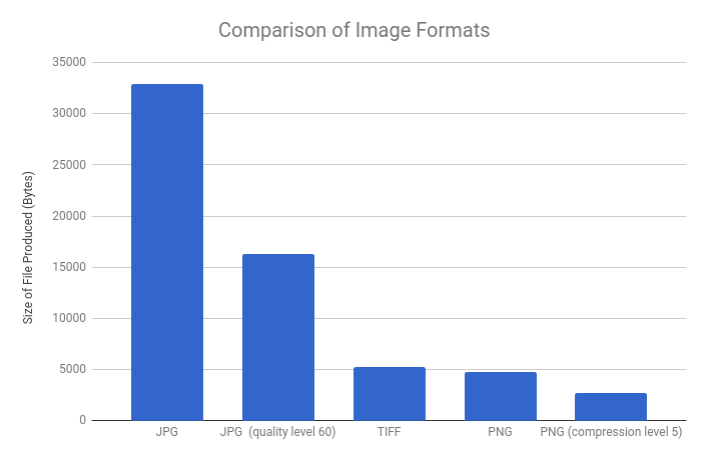 Comparison of Image Formats
Size of File Produced (Bytes)
35000
30000
25000
20000
15000
10000
5000
0
JPG
JPG (quality level 60)
TIFF
PNG
PNG (compression level 5)